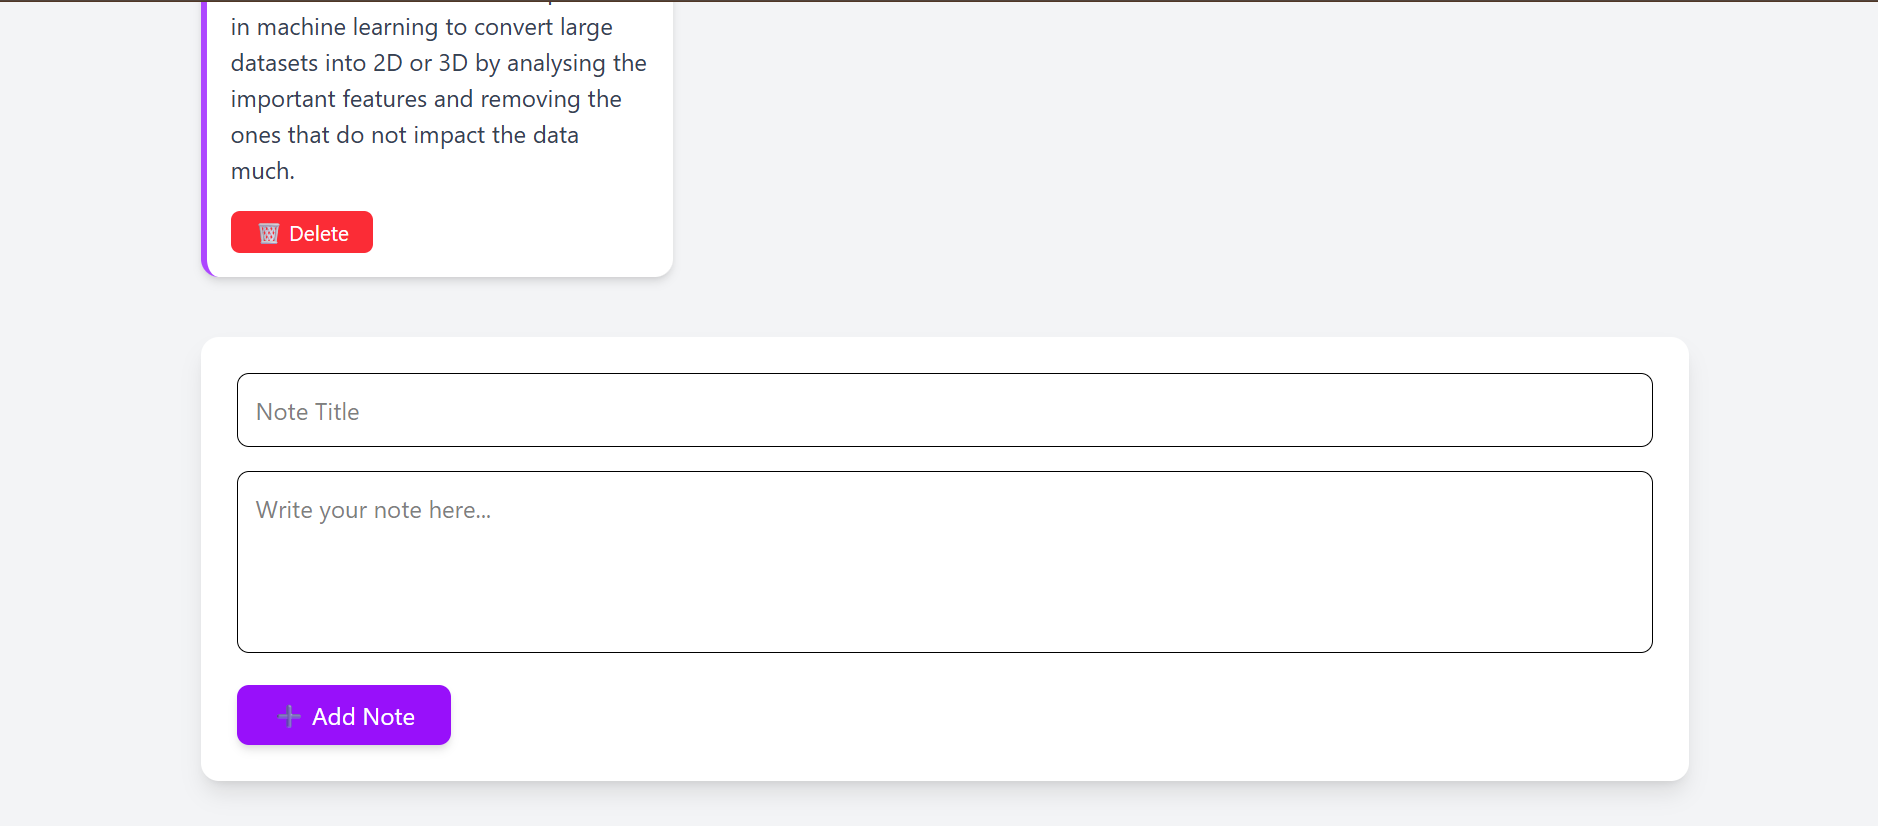 in machine learning to convert large
datasets into 2D or 3D by analysing the
important features and removing the
ones that do not impact the data
much.
Delete
Note Title
Write your note here...
Add Note